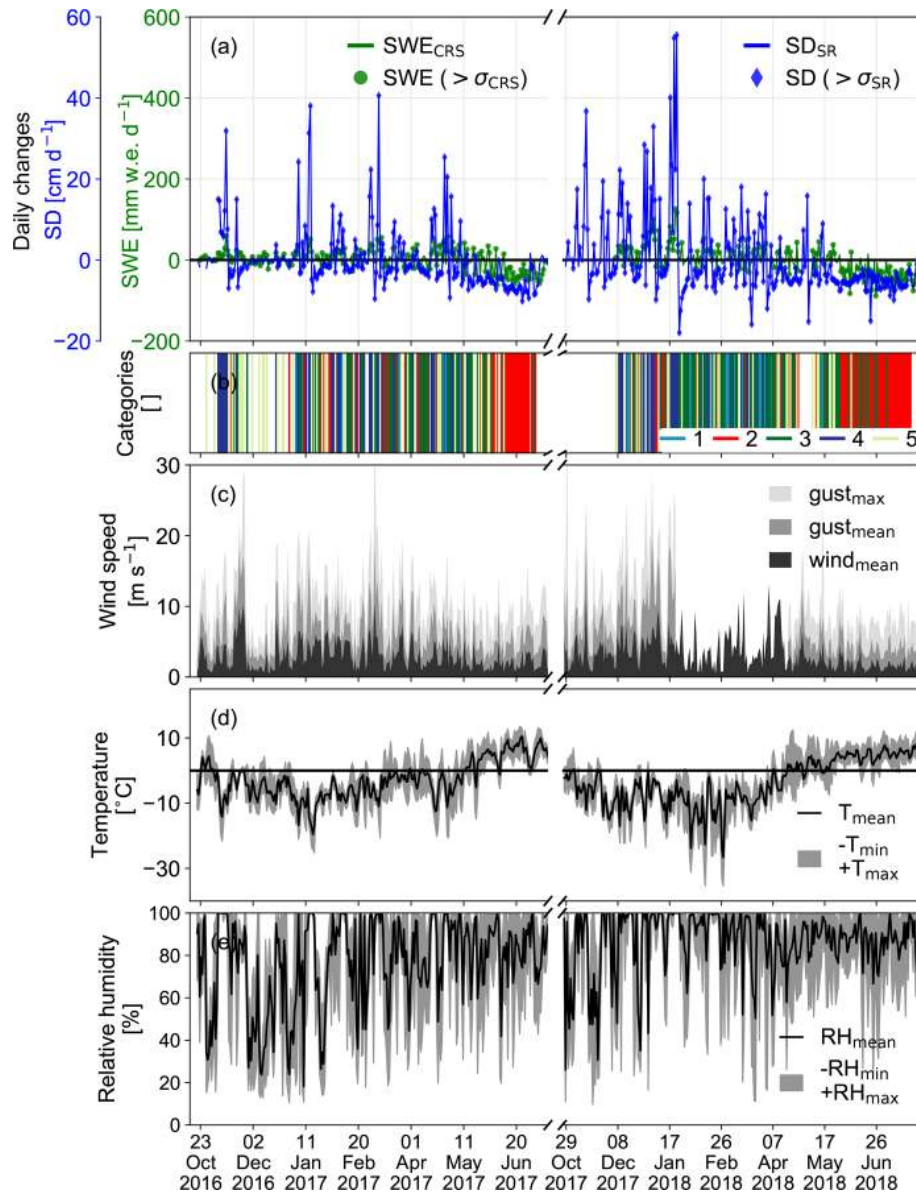 (a)
SWE_CRS
SWE (> σ_CRS)
SD_SR
SD (> σ_SR)
Daily changes
SD [cm d⁻¹]
SWE [mm w.e. d⁻¹]
60
40
20
0
−20
600
400
200
0
−200
(b)
Categories
[ ]
1 2 3 4 5
(c)
Wind speed
[m s⁻¹]
30
20
10
0
gust_max
gust_mean
wind_mean
(d)
Temperature
[°C]
10
−10
−30
T_mean
-T_min
+T_max
(e)
Relative humidity
[%]
100
80
60
40
20
0
RH_mean
-RH_min
+RH_max
23 02 11 20 01 11 20 29 08 17 26 07 17 26
Oct Dec Jan Feb Apr May Jun Oct Dec Jan Feb Apr May Jun
2016 2016 2017 2017 2017 2017 2017 2017 2017 2018 2018 2018 2018 2018